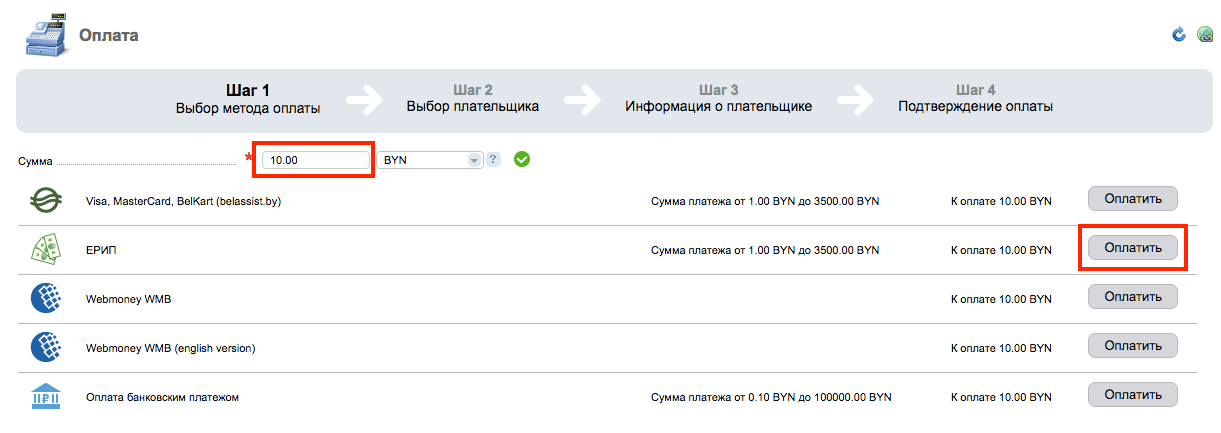 Оплата
Шаг 1 Шаг 2 Шаг 3 Шаг 4
Выбор метода оплаты Выбор плательщика Информация о плательщике Подтверждение оплаты
Сумма * 10.00 BYN ?
Visa, MasterCard, BelKart (belassist.by) Сумма платежа от 1.00 BYN до 3500.00 BYN К оплате 10.00 BYN Оплатить
ЕРИП Сумма платежа от 1.00 BYN до 3500.00 BYN К оплате 10.00 BYN Оплатить
Webmoney WMB К оплате 10.00 BYN Оплатить
Webmoney WMB (english version) К оплате 10.00 BYN Оплатить
Оплата банковским платежом Сумма платежа от 0.10 BYN до 100000.00 BYN К оплате 10.00 BYN Оплатить